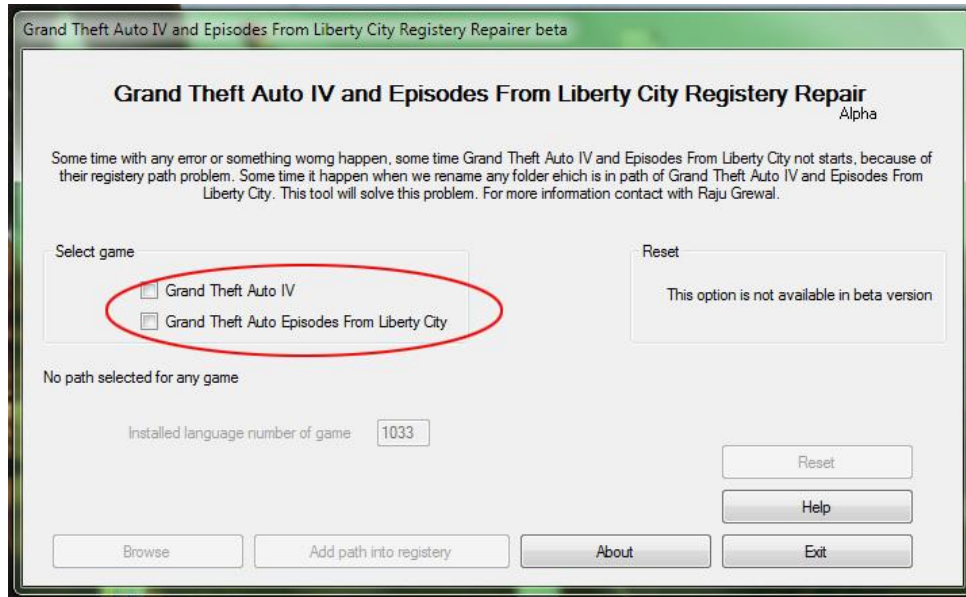 Grand Theft Auto IV and Episodes From Liberty City Registery Repairer beta
Grand Theft Auto IV and Episodes From Liberty City Registery Repair
Alpha
Some time with any error or something worng happen, some time Grand Theft Auto IV and Episodes From Liberty City not starts, because of
their registery path problem. Some time it happen when we rename any folder ehich is in path of Grand Theft Auto IV and Episodes From
Liberty City. This tool will solve this problem. For more information contact with Raju Grewal.
Select game
Grand Theft Auto IV
Grand Theft Auto Episodes From Liberty City
Reset
This option is not available in beta version
No path selected for any game
Installed language number of game 1033
Reset
Help
Browse Add path into registery About Exit